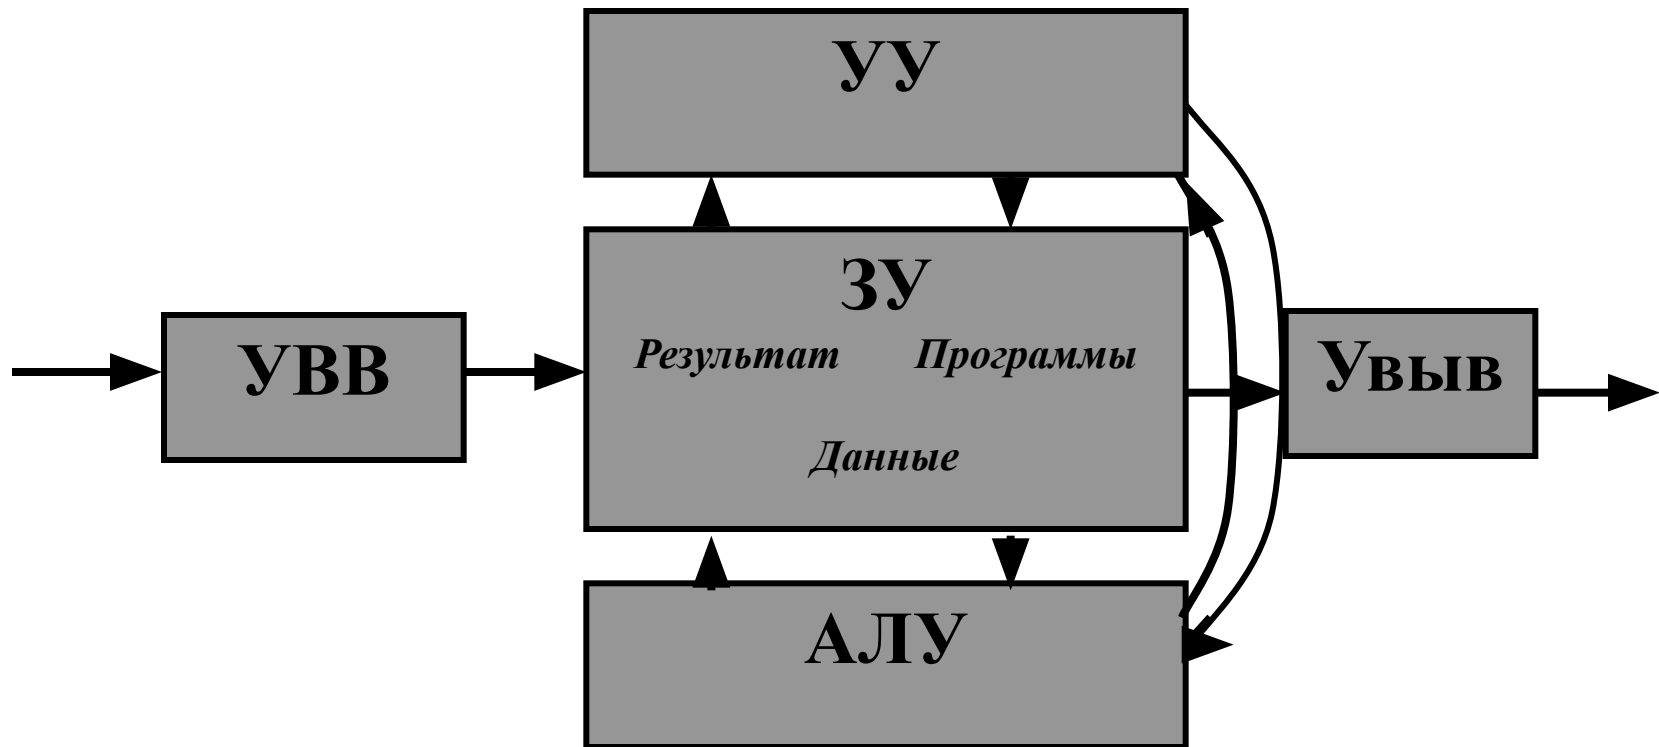 УУ
ЗУ
Результат Программы
УВВ
Увыв
Данные
АЛУ